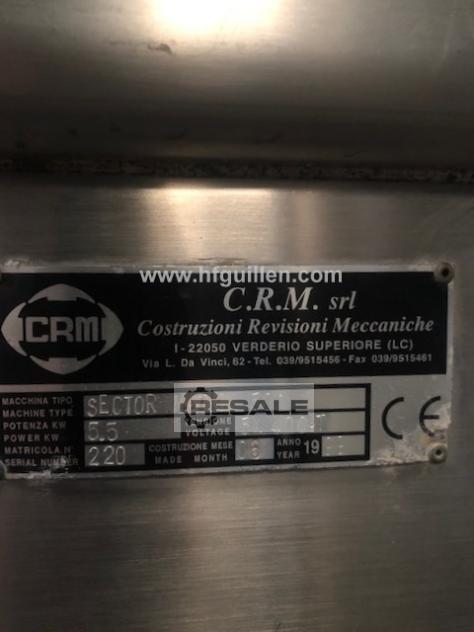 www.hfguillen.com
C.R.M. srl
CRM
Costruzioni Revisioni Meccaniche
I-22050 VERDERIO SUPERIORE (LC)
Via L. Da Vinci, 62 - Tel. 039/9515456 - Fax 039/9515461
MACCHINA TIPO
MACHINE TYPE
SECTOR
RESALE
POTENZA KW
POWER KW
5.5
VOLTAGE
MATRICOLA N°
SERIAL NUMBER
220
COSTRUZIONE MESE
MADE MONTH
ANNO
YEAR
19
CE